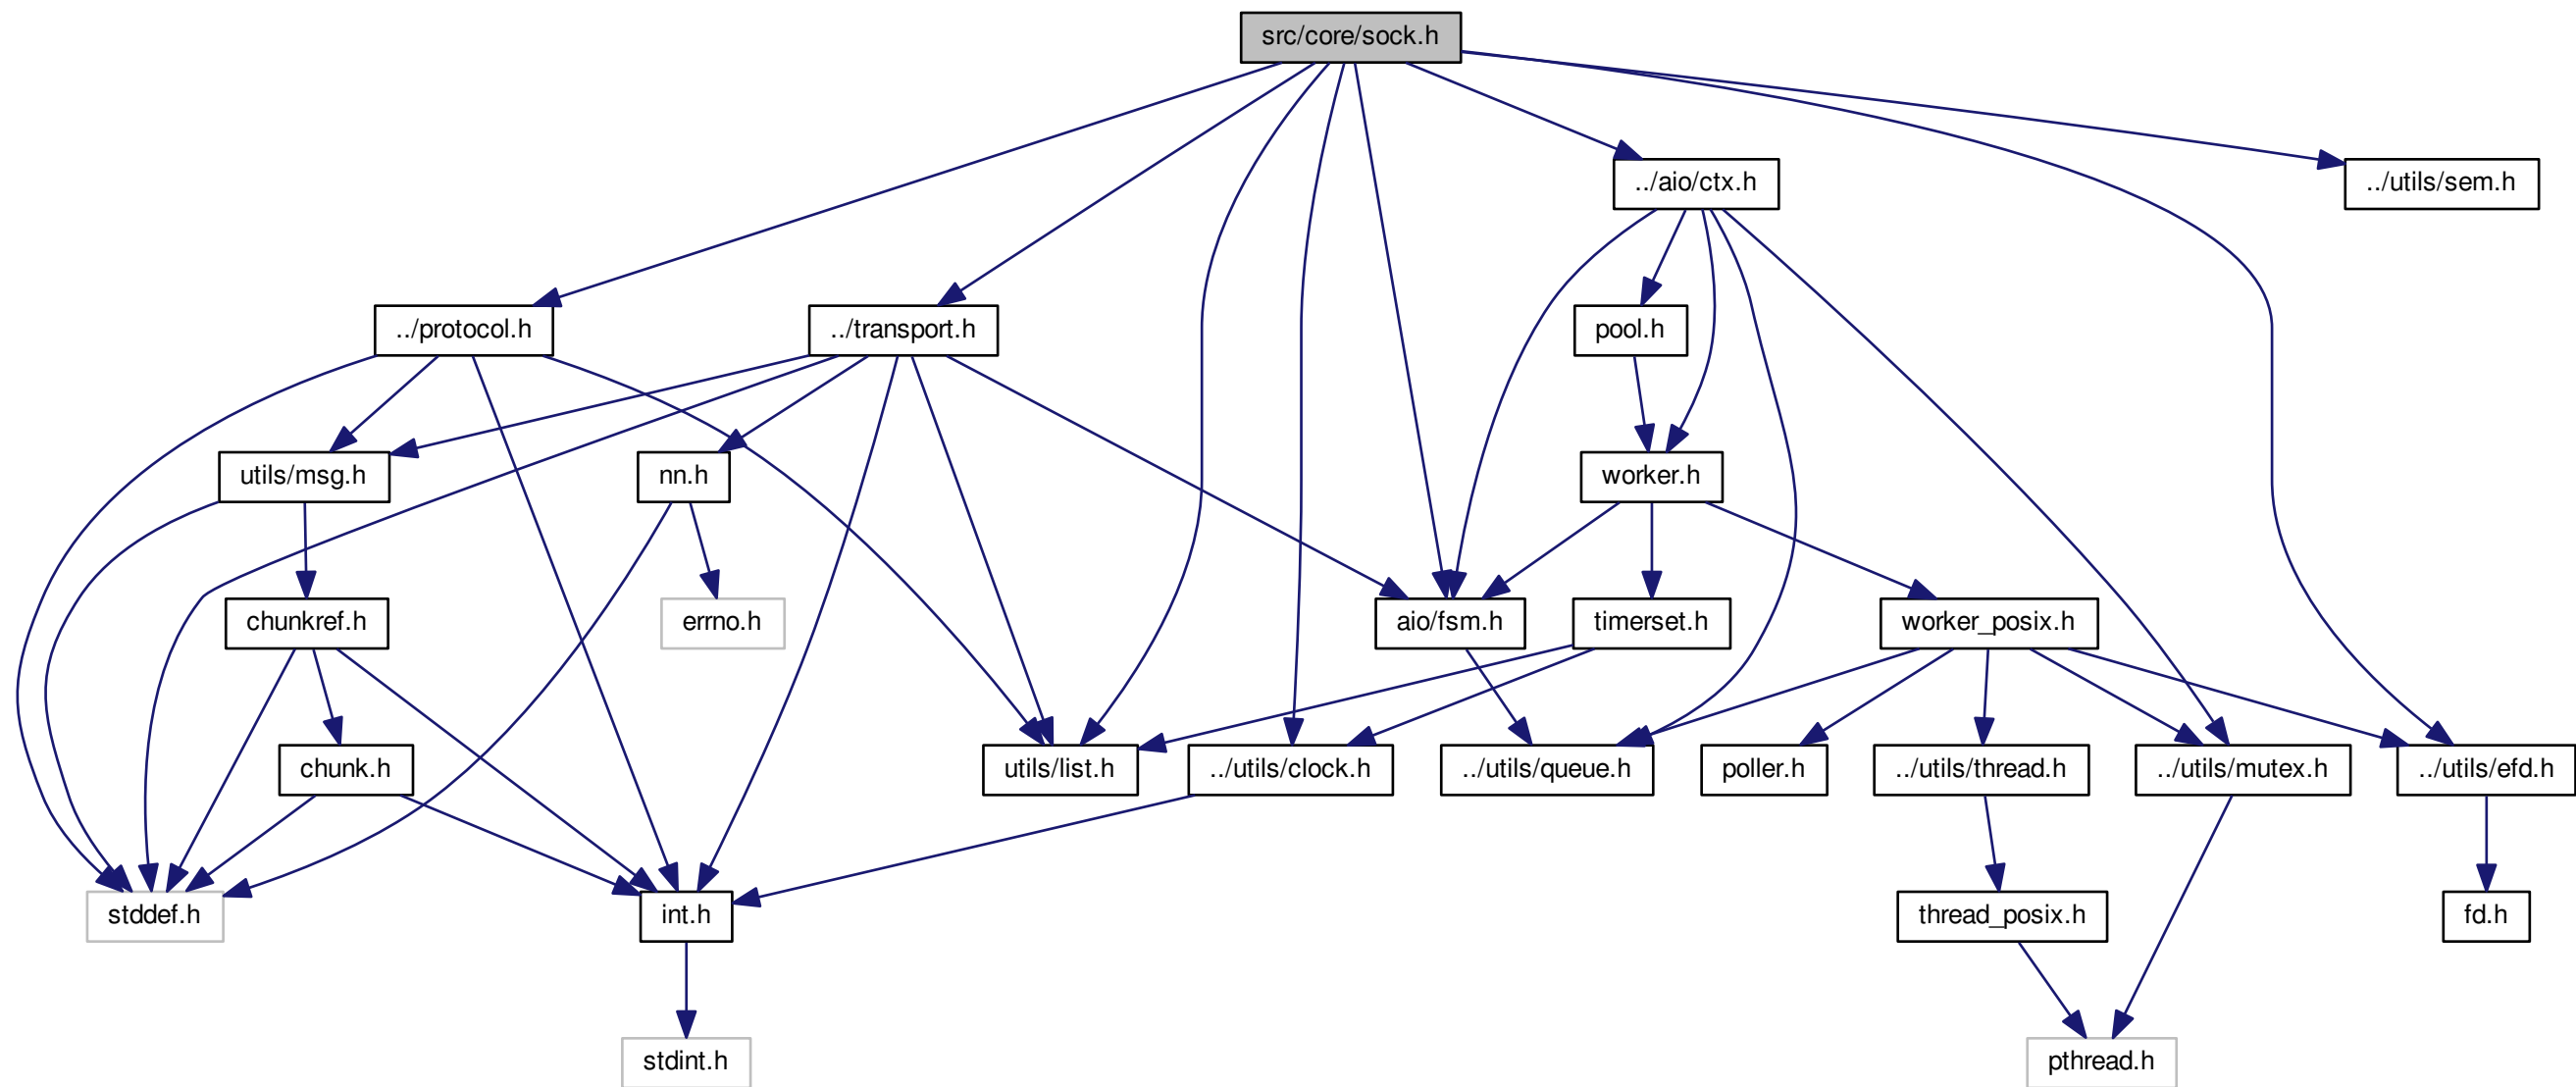 src/core/sock.h
../aio/ctx.h
../utils/sem.h
../protocol.h
../transport.h
pool.h
utils/msg.h
nn.h
worker.h
chunkref.h
errno.h
aio/fsm.h
timerset.h
worker_posix.h
chunk.h
utils/list.h
../utils/clock.h
../utils/queue.h
poller.h
../utils/thread.h
../utils/mutex.h
../utils/efd.h
stddef.h
int.h
thread_posix.h
fd.h
stdint.h
pthread.h